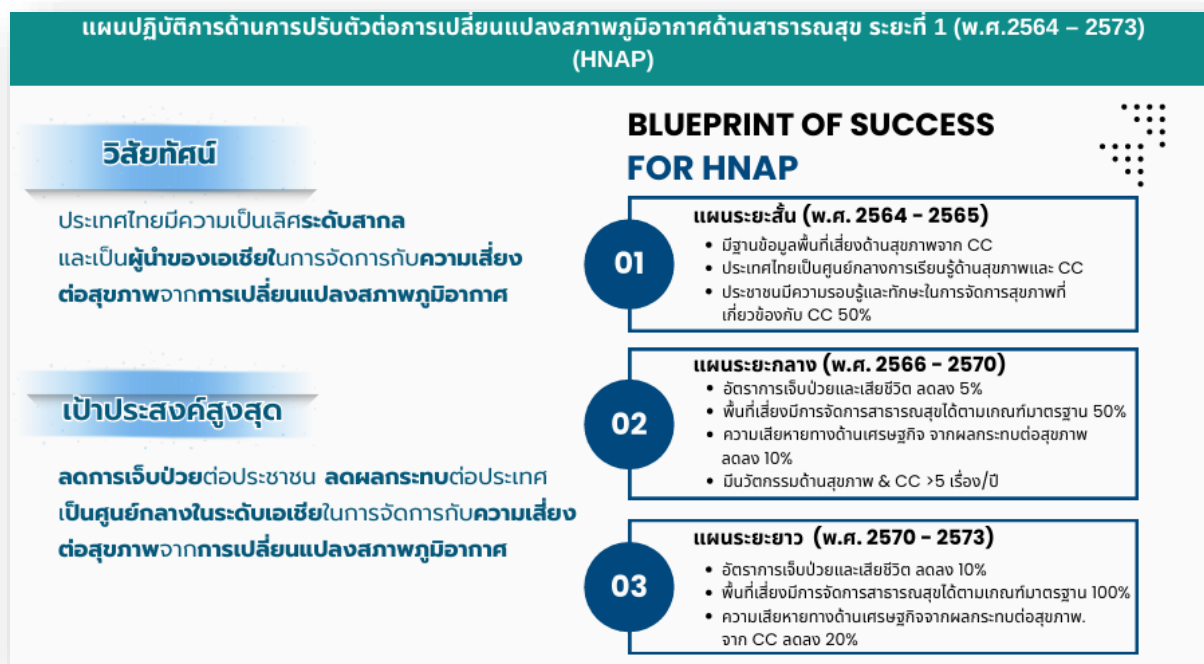 แผนปฏิบัติการด้านการปรับตัวต่อการเปลี่ยนแปลงสภาพภูมิอากาศด้านสาธารณสุข ระยะที่ 1 (พ.ศ.2564 – 2573)
(HNAP)
วิสัยทัศน์
ประเทศไทยมีความเป็นเลิศระดับสากล
และเป็นผู้นำของเอเชียในการจัดการกับความเสี่ยง
ต่อสุขภาพจากการเปลี่ยนแปลงสภาพภูมิอากาศ
เป้าประสงค์สูงสุด
ลดการเจ็บป่วยต่อประชาชน ลดผลกระทบต่อประเทศ
เป็นศูนย์กลางในระดับเอเชียในการจัดการกับความเสี่ยง
ต่อสุขภาพจากการเปลี่ยนแปลงสภาพภูมิอากาศ
BLUEPRINT OF SUCCESS
FOR HNAP
01
แผนระยะสั้น (พ.ศ. 2564 - 2565)
• มีฐานข้อมูลพื้นที่เสี่ยงด้านสุขภาพจาก CC
• ประเทศไทยเป็นศูนย์กลางการเรียนรู้ด้านสุขภาพและ CC
• ประชาชนมีความรอบรู้และทักษะในการจัดการสุขภาพที่
เกี่ยวข้องกับ CC 50%
02
แผนระยะกลาง (พ.ศ. 2566 - 2570)
• อัตราการเจ็บป่วยและเสียชีวิต ลดลง 5%
• พื้นที่เสี่ยงมีการจัดการสาธารณสุขได้ตามเกณฑ์มาตรฐาน 50%
• ความเสียหายทางด้านเศรษฐกิจ จากผลกระทบต่อสุขภาพ
ลดลง 10%
• มีนวัตกรรมด้านสุขภาพ & CC >5 เรื่อง/ปี
03
แผนระยะยาว (พ.ศ. 2570 - 2573)
• อัตราการเจ็บป่วยและเสียชีวิต ลดลง 10%
• พื้นที่เสี่ยงมีการจัดการสาธารณสุขได้ตามเกณฑ์มาตรฐาน 100%
• ความเสียหายทางด้านเศรษฐกิจจากผลกระทบต่อสุขภาพ.
จาก CC ลดลง 20%